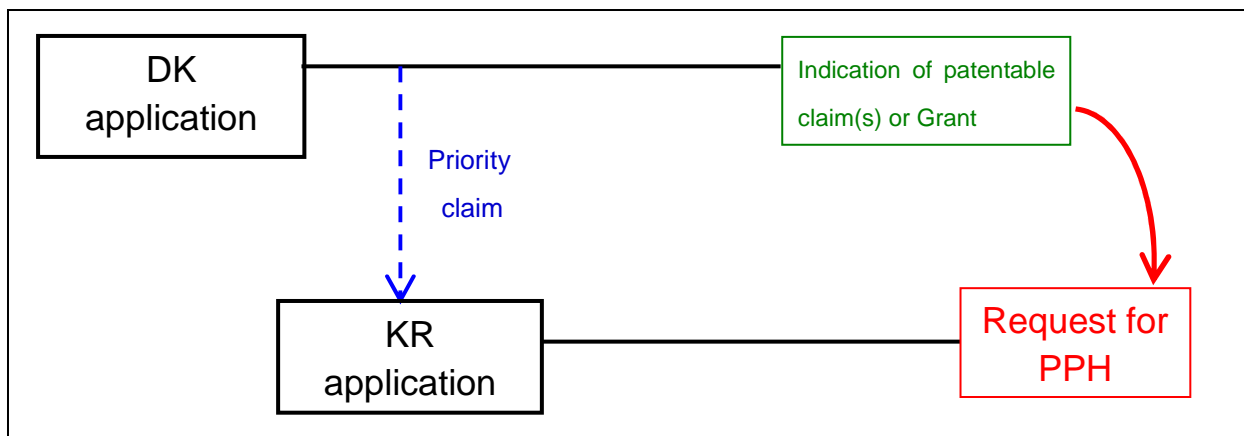 DK
application
Indication of patentable
claim(s) or Grant
Priority
claim
KR
application
Request for
PPH